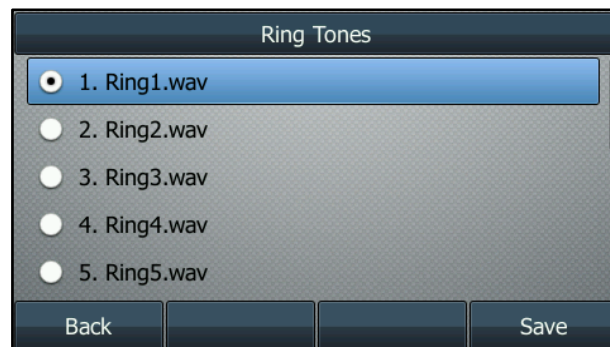 Ring Tones
1. Ring1.wav
2. Ring2.wav
3. Ring3.wav
4. Ring4.wav
5. Ring5.wav
Back Save